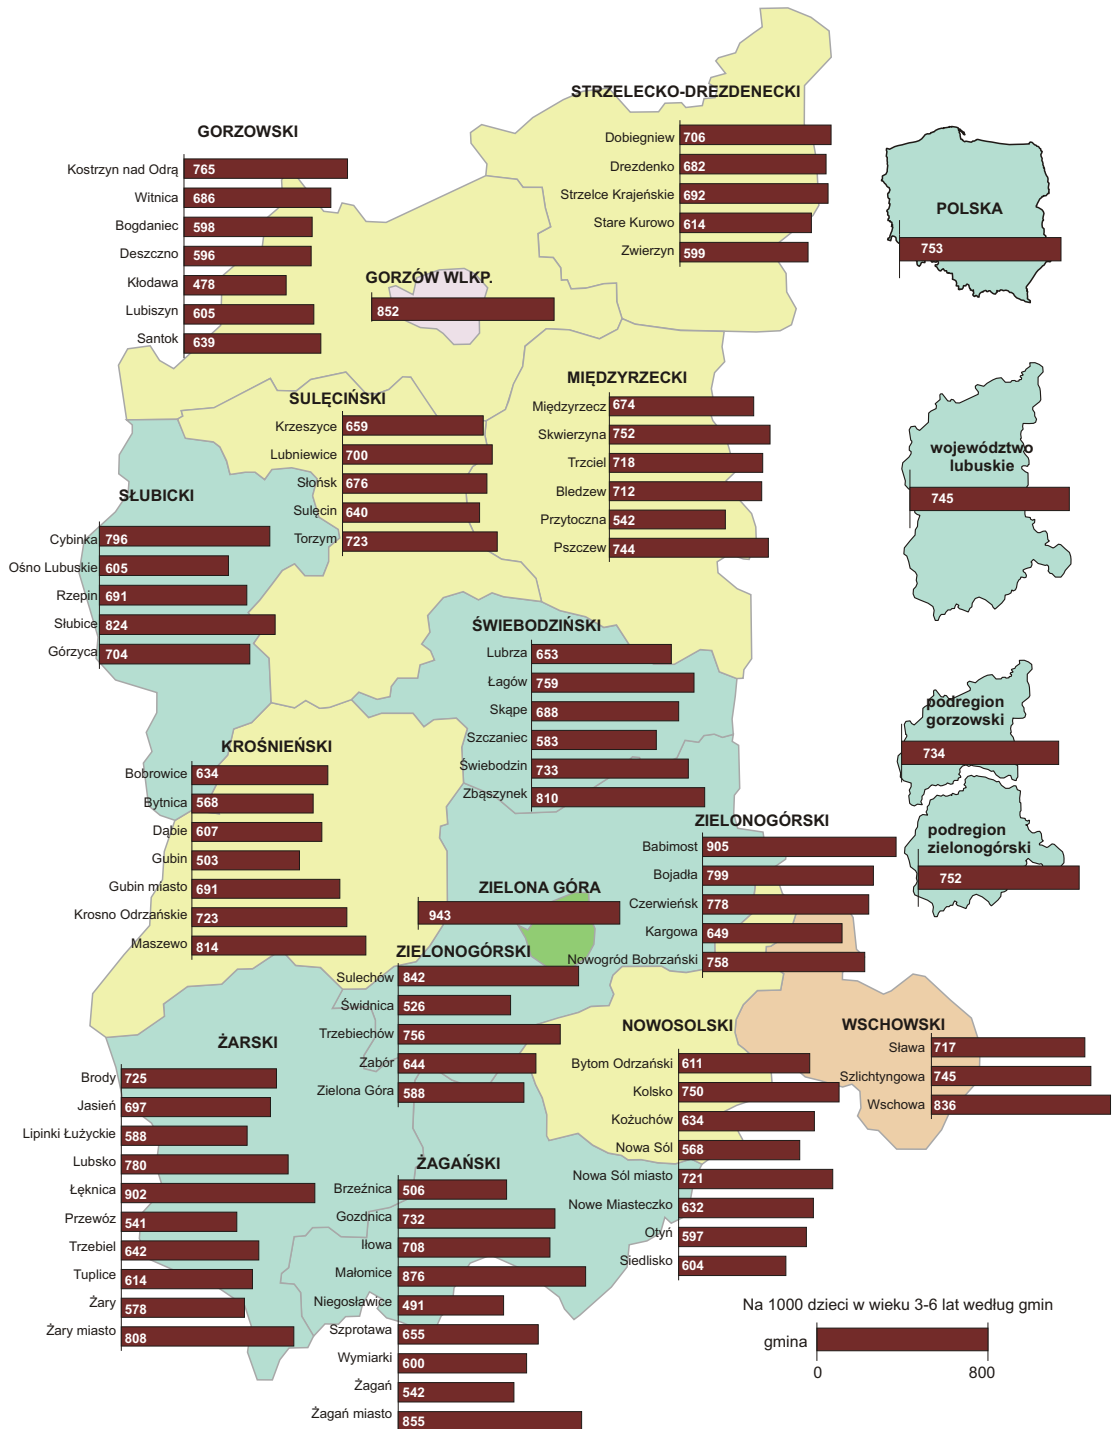 STRZELECKO-DREZDENECKI
Dobiegniew 706
Drezdenko 682
Strzelce Krajeńskie 692
Stare Kurowo 614
Zwierzyn 599
GORZOWSKI
Kostrzyn nad Odrą 765
Witnica 686
Bogdaniec 598
Deszczno 596
Kłodawa 478
Lubiszyn 605
Santok 639
POLSKA
753
GORZÓW WLKP.
852
MIĘDZYRZECKI
Międzyrzecz 674
Skwierzyna 752
Trzciel 718
Bledzew 712
Przytoczna 542
Pszczew 744
SULĘCIŃSKI
Krzeszyce 659
Lubniewice 700
Słońsk 676
Sulęcin 640
Torzym 723
województwo
lubuskie
745
SŁUBICKI
Cybinka 796
Ośno Lubuskie 605
Rzepin 691
Słubice 824
Górzyca 704
ŚWIEBODZIŃSKI
Lubrza 653
Łagów 759
Skąpe 688
Szczaniec 583
Świebodzin 733
Zbąszynek 810
podregion
gorzowski
734
KROŚNIEŃSKI
Bobrowice 634
Bytnica 568
Dąbie 607
Gubin 503
Gubin miasto 691
Krosno Odrzańskie 723
Maszewo 814
ZIELONOGÓRSKI
Babimost 905
Bojadła 799
Czerwieńsk 778
Kargowa 649
Nowogród Bobrzański 758
podregion
zielonogórski
752
ZIELONA GÓRA
943
ZIELONOGÓRSKI
Sulechów 842
Świdnica 526
Trzebiechów 756
Zabór 644
Zielona Góra 588
NOWOSOLSKI
Bytom Odrzański 611
Kolsko 750
Kożuchów 634
Nowa Sól 568
Nowa Sól miasto 721
Nowe Miasteczko 632
Otyń 597
Siedlisko 604
WSCHOWSKI
Sława 717
Szlichtyngowa 745
Wschowa 836
ŻARSKI
Brody 725
Jasień 697
Lipinki Łużyckie 588
Lubsko 780
Łęknica 902
Przewóz 541
Trzebiel 642
Tuplice 614
Żary 578
Żary miasto 808
ŻAGAŃSKI
Brzeźnica 506
Gozdnica 732
Iłowa 708
Małomice 876
Niegosławice 491
Szprotawa 655
Wymiarki 600
Żagań 542
Żagań miasto 855
Na 1000 dzieci w wieku 3-6 lat według gmin
gmina
0 800